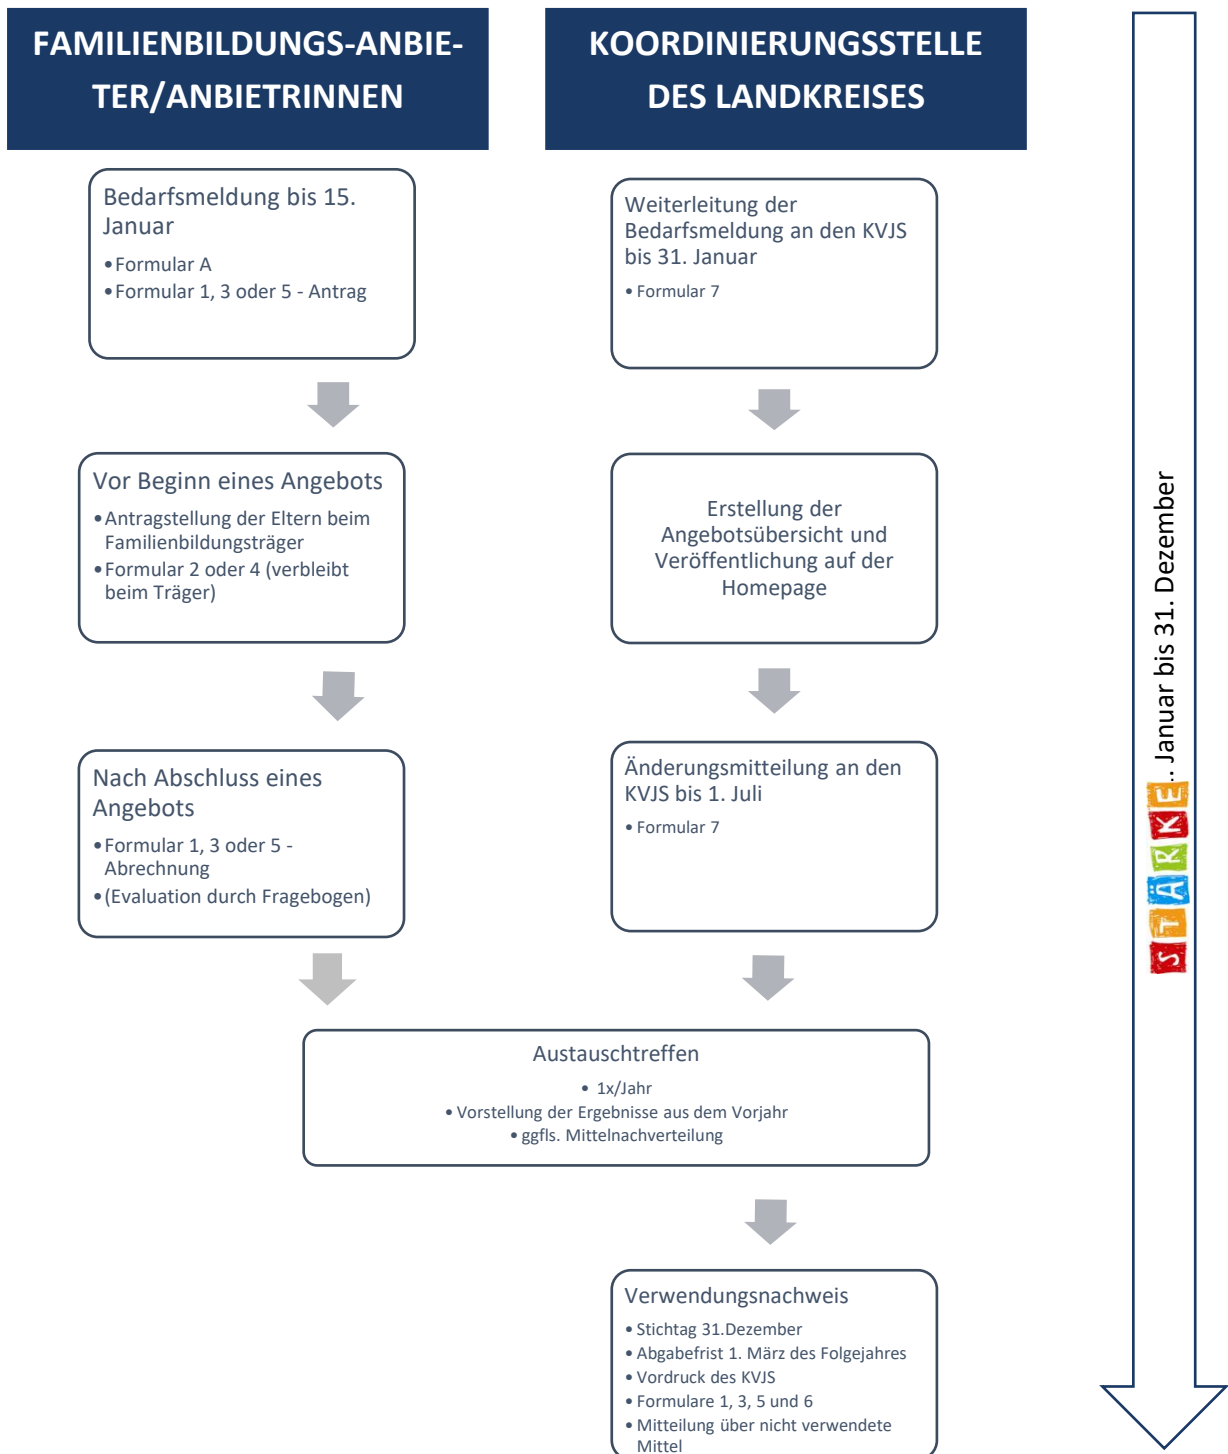 FAMILIENBILDUNGS-ANBIE-
TER/ANBIETRINNEN
KOORDINIERUNGSSTELLE
DES LANDKREISES
Bedarfsmeldung bis 15.
Januar
• Formular A
• Formular 1, 3 oder 5 - Antrag
Vor Beginn eines Angebots
• Antragstellung der Eltern beim
Familienbildungsträger
• Formular 2 oder 4 (verbleibt
beim Träger)
Nach Abschluss eines
Angebots
• Formular 1, 3 oder 5 -
Abrechnung
• (Evaluation durch Fragebogen)
Weiterleitung der
Bedarfsmeldung an den KVJS
bis 31. Januar
• Formular 7
Erstellung der
Angebotsübersicht und
Veröffentlichung auf der
Homepage
Änderungsmitteilung an den
KVJS bis 1. Juli
• Formular 7
Austauschtreffen
• 1x/Jahr
• Vorstellung der Ergebnisse aus dem Vorjahr
• ggfls. Mittelnachverteilung
Verwendungsnachweis
• Stichtag 31.Dezember
• Abgabefrist 1. März des Folgejahres
• Vordruck des KVJS
• Formulare 1, 3, 5 und 6
• Mitteilung über nicht verwendete
Mittel
STÄRKE . Januar bis 31. Dezember